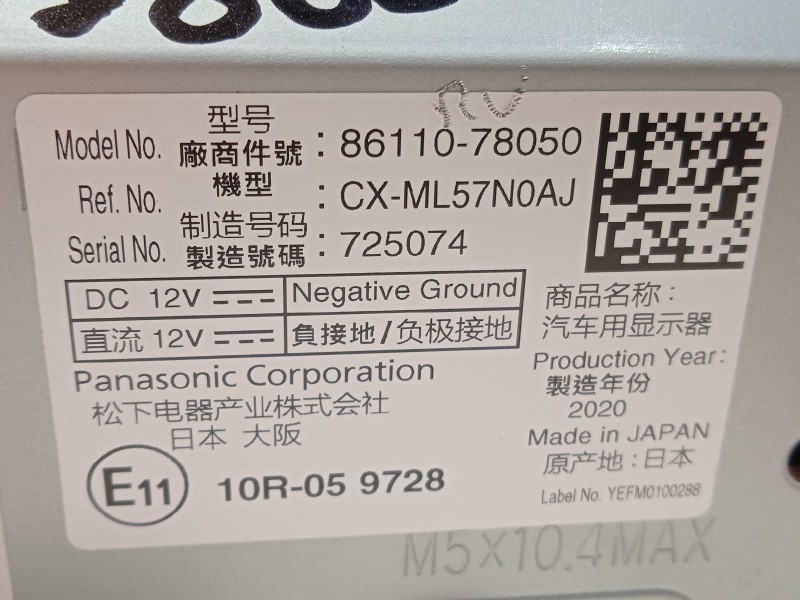 RU
Model No. 型号 廠商件號 : 86110-78050
Ref. No. 機型 : CX-ML57N0AJ
Serial No. 制造号码 製造號碼 : 725074
DC 12V Negative Ground
直流 12V 負接地/负极接地
商品名称:
汽车用显示器
Panasonic Corporation
松下电器产业株式会社
日本 大阪
Production Year:
製造年份
2020
Made in JAPAN
原产地:日本
E11 10R-05 9728
Label No. YEFM0100288
M5×10.4MAX